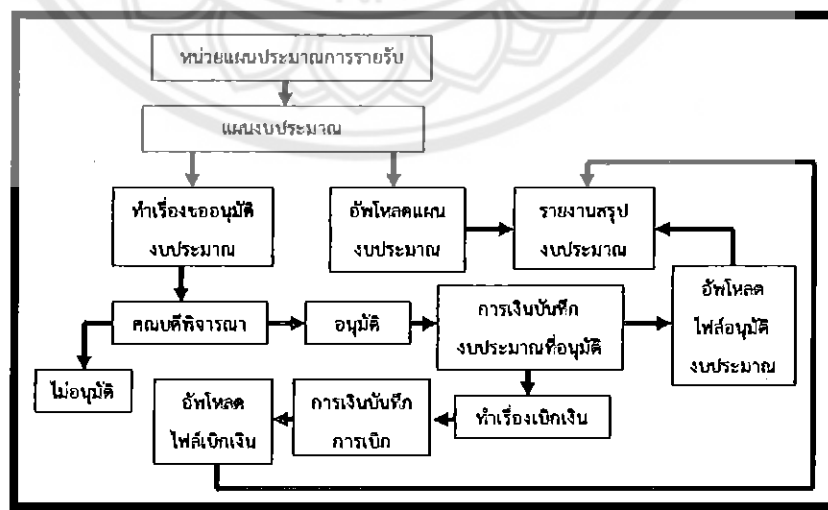 หน่วยแผนประมาณการรายรับ
แผนงบประมาณ
ทำเรื่องขออนุมัติ
งบประมาณ
อัพโหลดแผน
งบประมาณ
รายงานสรุป
งบประมาณ
คณบดีพิจารณา
อนุมัติ
การเงินบันทึก
งบประมาณที่อนุมัติ
อัพโหลด
ไฟล์อนุมัติ
งบประมาณ
ไม่อนุมัติ
อัพโหลด
ไฟล์เบิกเงิน
การเงินบันทึก
การเบิก
ทำเรื่องเบิกเงิน